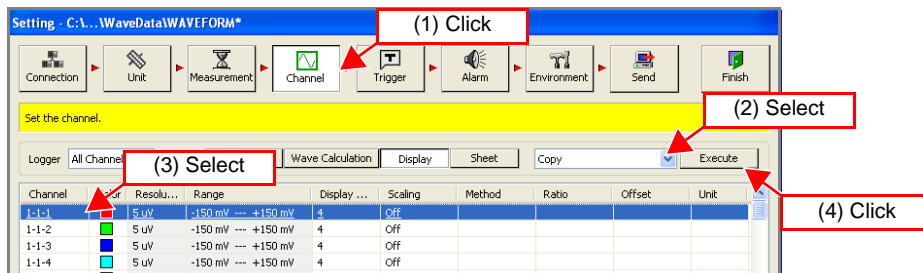 Setting - C:\...\WaveData\WAVEFORM*
(1) Click
Connection
Unit
Measurement
Channel
Trigger
Alarm
Environment
Send
Finish
(2) Select
Set the channel.
Logger All Channel
(3) Select
Wave Calculation
Display
Sheet
Copy
Execute
Channel Resolu... Range Display ... Scaling Method Ratio Offset Unit
(4) Click
1-1-1 5 uV -150 mV --- +150 mV 4 Off
1-1-2 5 uV -150 mV --- +150 mV 4 Off
1-1-3 5 uV -150 mV --- +150 mV 4 Off
1-1-4 5 uV -150 mV --- +150 mV 4 Off